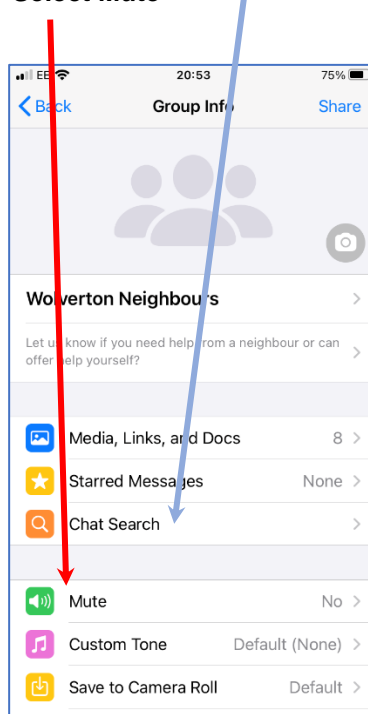 Select Mute
EE 20:53 75%
Back Group Info Share
Wolverton Neighbours
Let us know if you need help from a neighbour or can
offer help yourself?
Media, Links, and Docs 8
Starred Messages None
Chat Search
Mute No
Custom Tone Default (None)
Save to Camera Roll Default